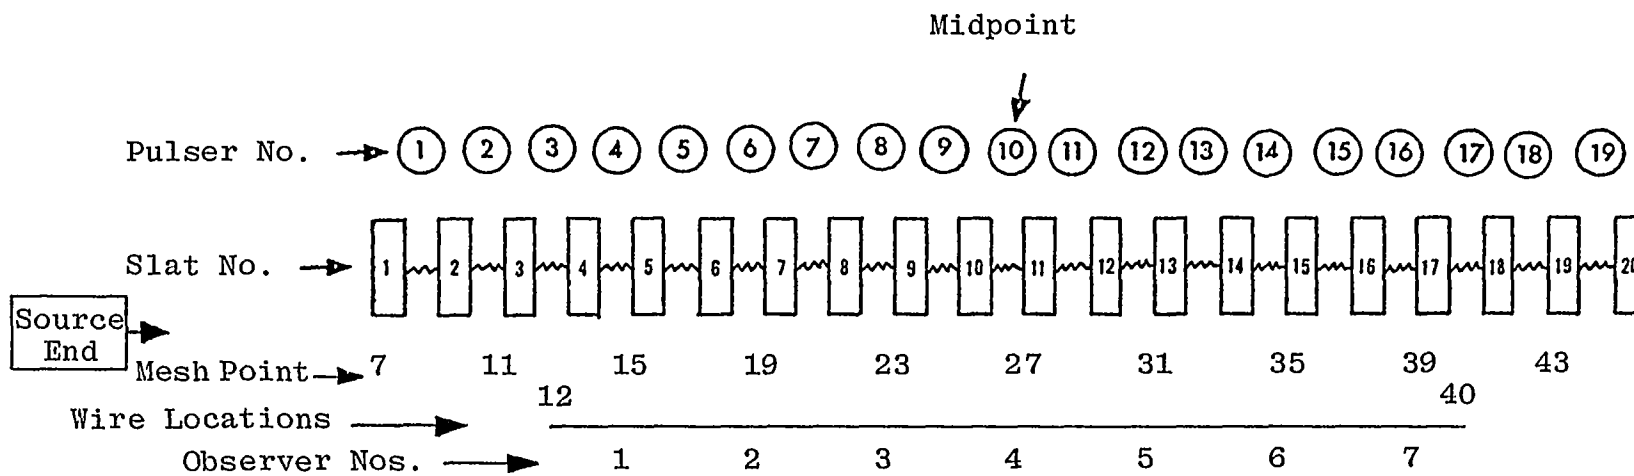 Midpoint
Pulser No. 1 2 3 4 5 6 7 8 9 10 11 12 13 14 15 16 17 18 19
Slat No. 1 2 3 4 5 6 7 8 9 10 11 12 13 14 15 16 17 18 19 20
Source
End
Mesh Point 7 11 15 19 23 27 31 35 39 43
12 40
Wire Locations
Observer Nos. 1 2 3 4 5 6 7